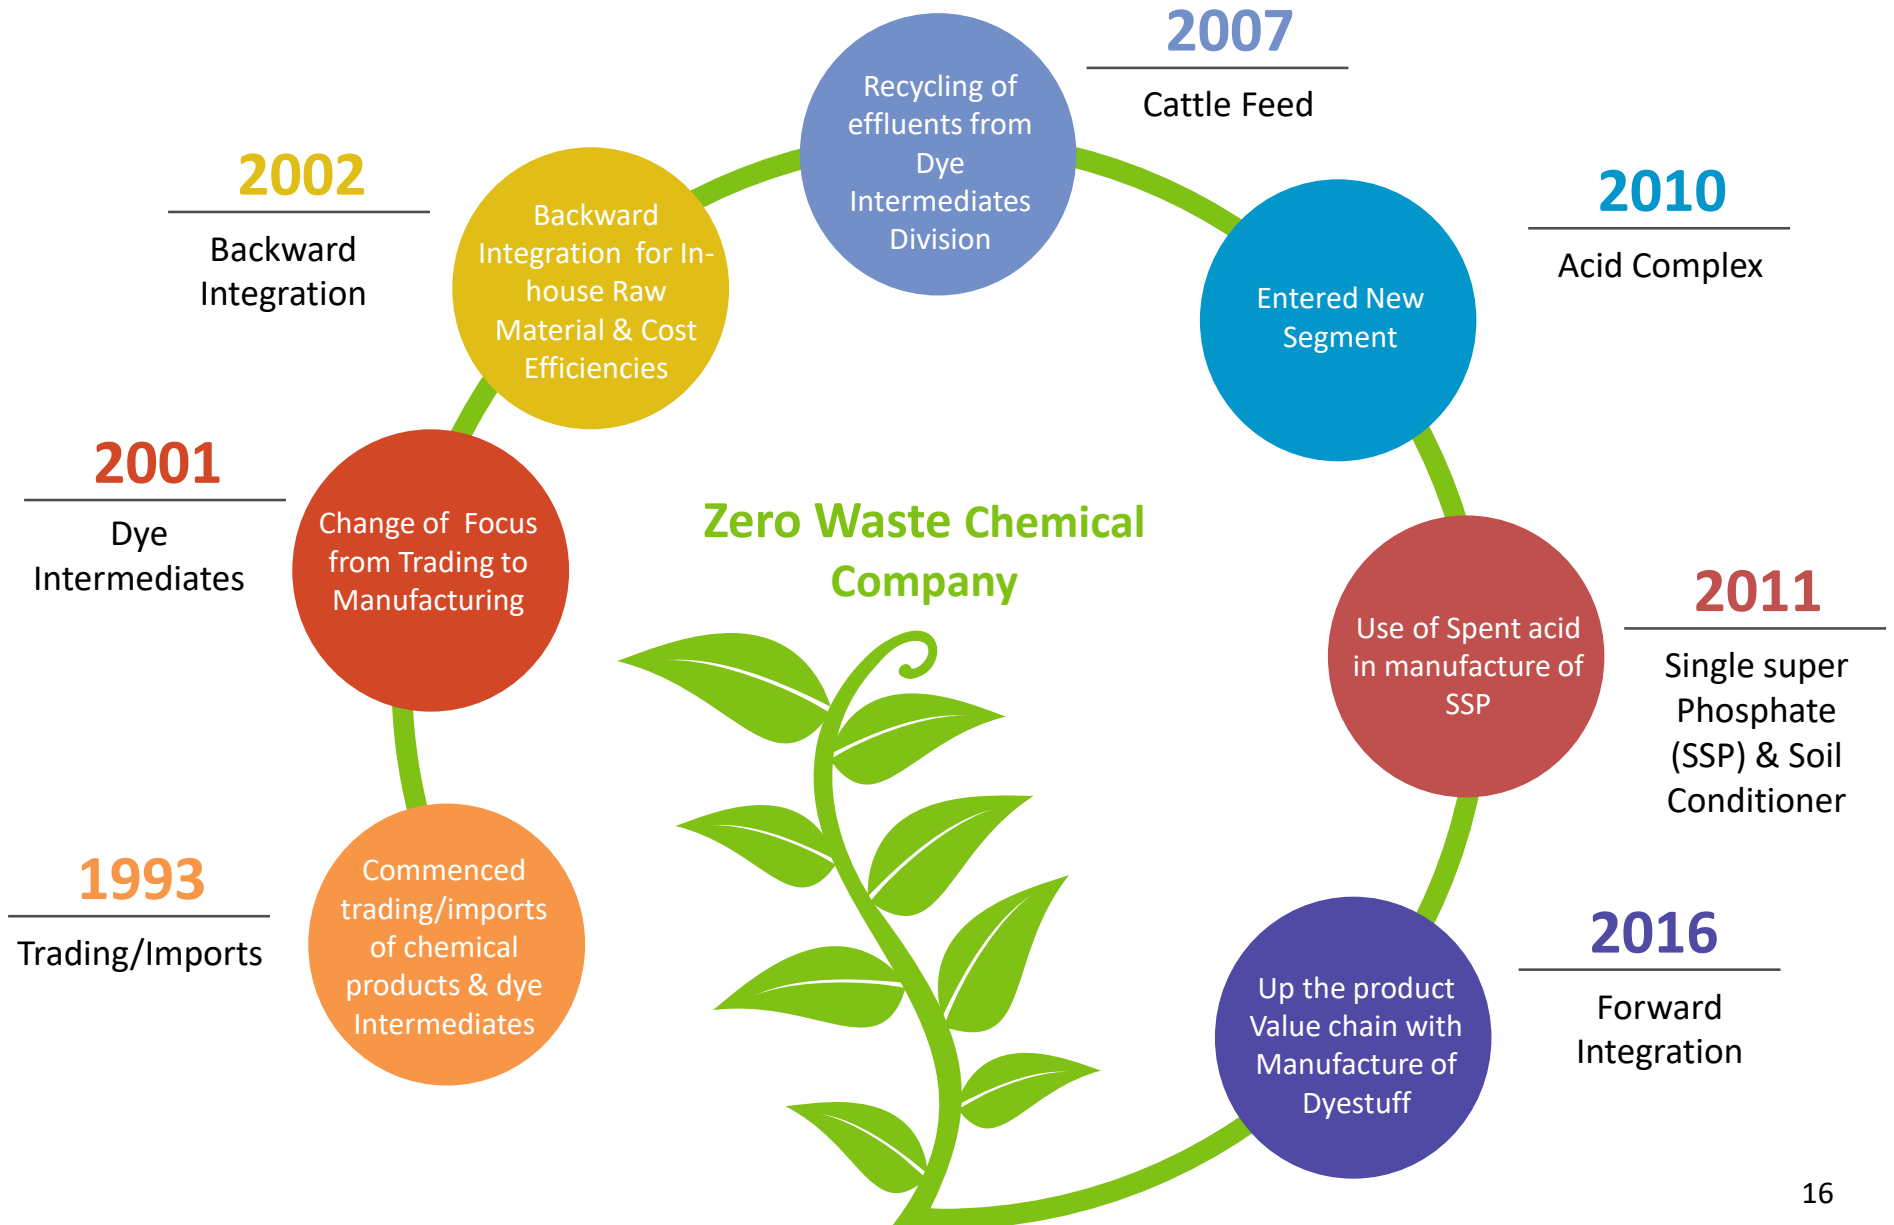 1993
Trading/Imports
Commenced
trading/imports
of chemical
products & dye
Intermediates
2001
Dye
Intermediates
Change of  Focus
from Trading to
Manufacturing
2002
Backward
Integration
Backward
Integration  for In-
house Raw
Material & Cost
Efficiencies
2007
Cattle Feed
Recycling of
effluents from
Dye
Intermediates
Division
2010
Acid Complex
Entered New
Segment
2011
Single super
Phosphate
(SSP) & Soil
Conditioner
Use of Spent acid
in manufacture of
SSP
2016
Forward
Integration
Up the product
Value chain with
Manufacture of
Dyestuff
Zero Waste Chemical
Company
16